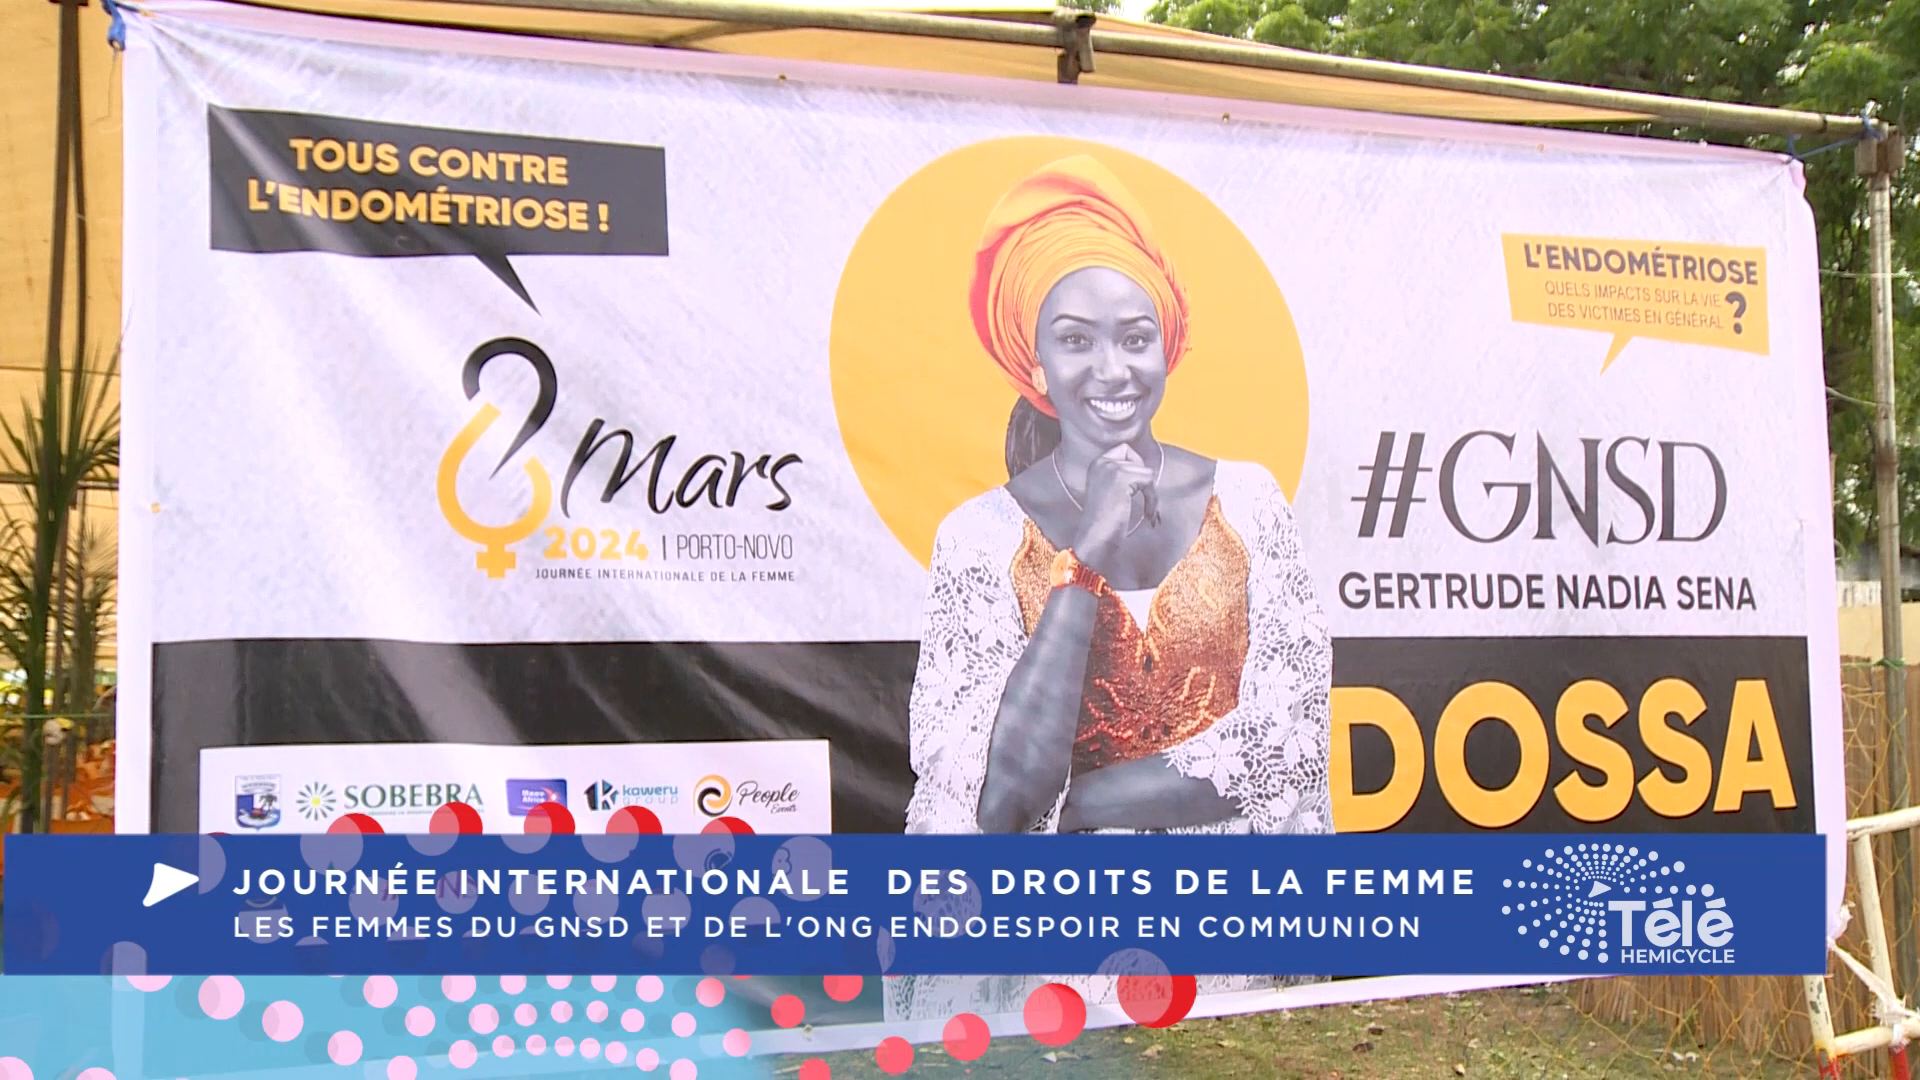 TOUS CONTRE
L'ENDOMÉTRIOSE !
8 Mars
2024 | PORTO-NOVO
JOURNÉE INTERNATIONALE DE LA FEMME
L'ENDOMÉTRIOSE
QUELS IMPACTS SUR LA VIE
DES VICTIMES EN GÉNÉRAL ?
#GNSD
GERTRUDE NADIA SENA
DOSSA
SOBEBRA
kaweru
group
People
Events
JOURNÉE INTERNATIONALE DES DROITS DE LA FEMME
LES FEMMES DU GNSD ET DE L'ONG ENDOESPOIR EN COMMUNION
Télé
HEMICYCLE